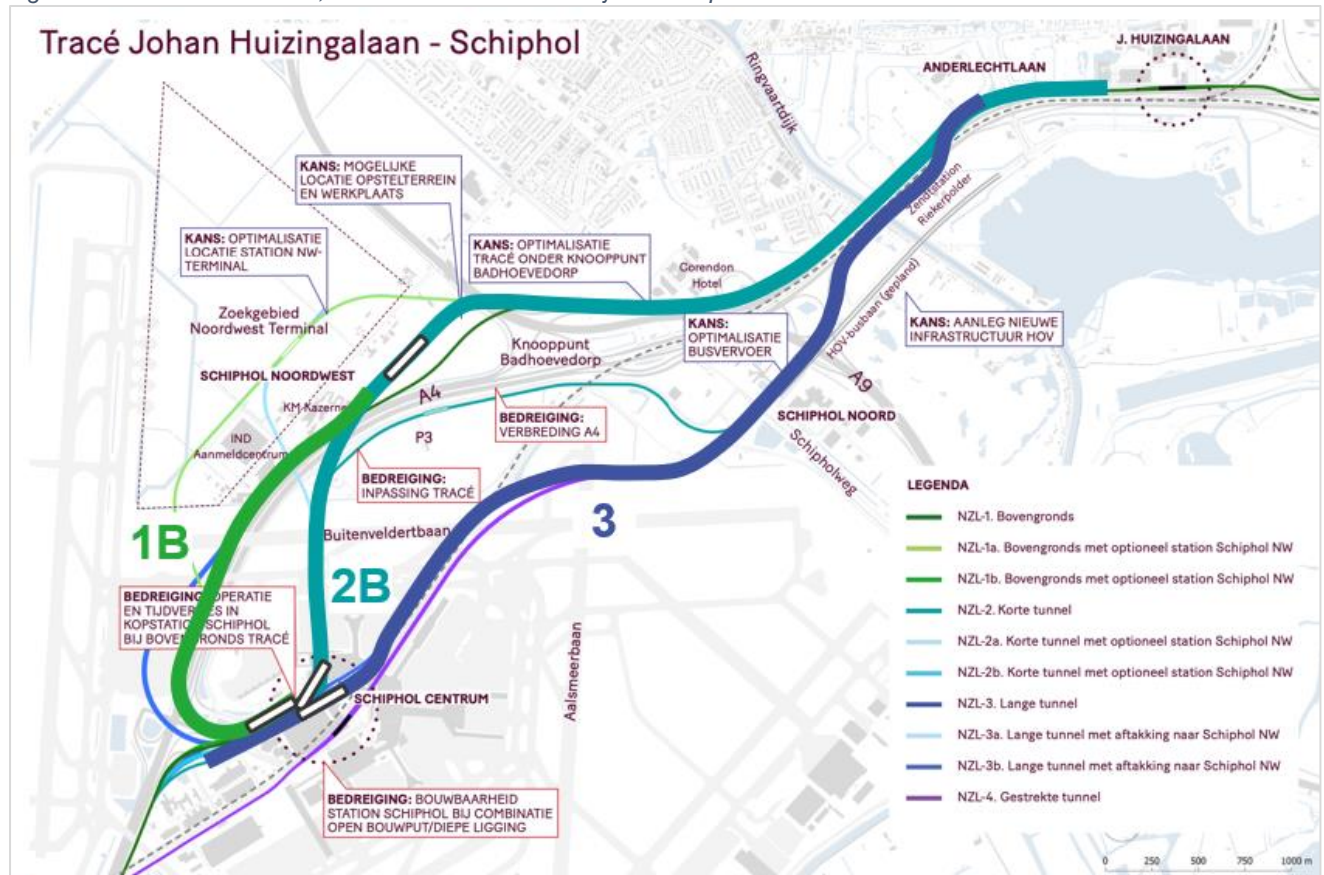 Tracé Johan Huizingalaan - Schiphol
J. HUIZINGALAAN
ANDERLECHTLAAN
Ringvaartdijk
KANS: MOGELIJKE
LOCATIE OPSTELTERREIN
EN WERKPLAATS
Zendtstation
Riekerpolder
KANS: OPTIMALISATIE
LOCATIE STATION NW-
TERMINAL
KANS: OPTIMALISATIE
TRACÉ ONDER KNOOPPUNT
BADHOEVEDORP
Corendon
Hotel
Zoekgebied
Noordwest Terminal
KANS:
OPTIMALISATIE
BUSVERVOER
HOV-busbaan (gepland)
KANS: AANLEG NIEUWE
INFRASTRUCTUUR HOV
Knooppunt
Badhoevedorp
SCHIPHOL NOORDWEST
A9
A4
KM Kazerne
BEDREIGING:
VERBREDING A4
SCHIPHOL NOORD
P3
IND
Aanmeldcentrum
Schipholweg
BEDREIGING:
INPASSING TRACÉ
LEGENDA
NZL-1. Bovengronds
NZL-1a. Bovengronds met optioneel station Schiphol NW
NZL-1b. Bovengronds met optioneel station Schiphol NW
NZL-2. Korte tunnel
NZL-2a. Korte tunnel met optioneel station Schiphol NW
NZL-2b. Korte tunnel met optioneel station Schiphol NW
NZL-3. Lange tunnel
NZL-3a. Lange tunnel met aftakking naar Schiphol NW
NZL-3b. Lange tunnel met aftakking naar Schiphol NW
NZL-4. Gestrekte tunnel
Buitenveldertbaan
3
1B
2B
BEDREIGING: OPERATIE
EN TIJDVERLIES IN
KOPSTATION SCHIPHOL
BIJ BOVENGRONDS TRACÉ
Aalsmeerbaan
SCHIPHOL CENTRUM
BEDREIGING: BOUWBAARHEID
STATION SCHIPHOL BIJ COMBINATIE
OPEN BOUWPUT/DIEPE LIGGING
0 250 500 750 1000 m